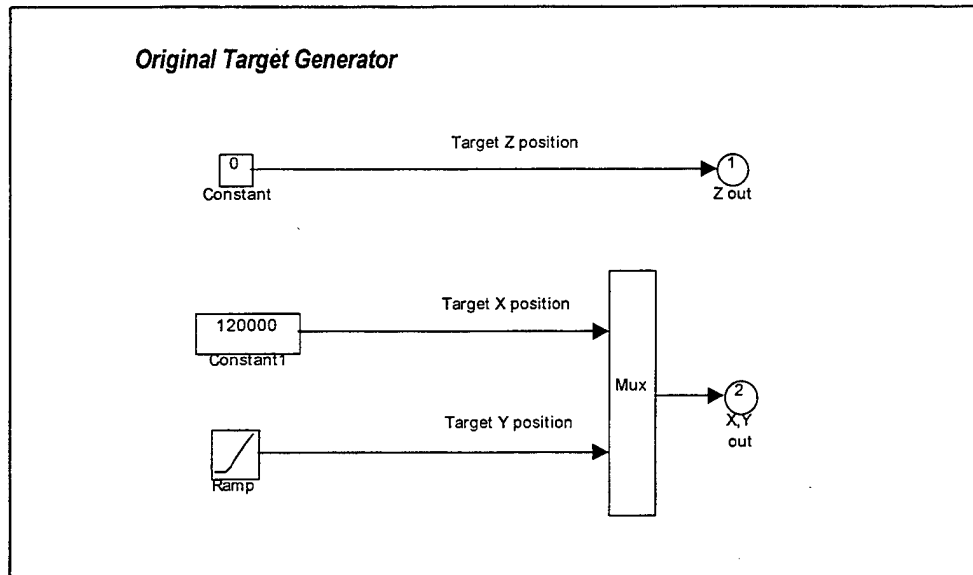 Original Target Generator
Target Z position
0
1
Constant
Z out
Target X position
120000
Constant1
Mux
2
Target Y position
X,Y
out
Ramp